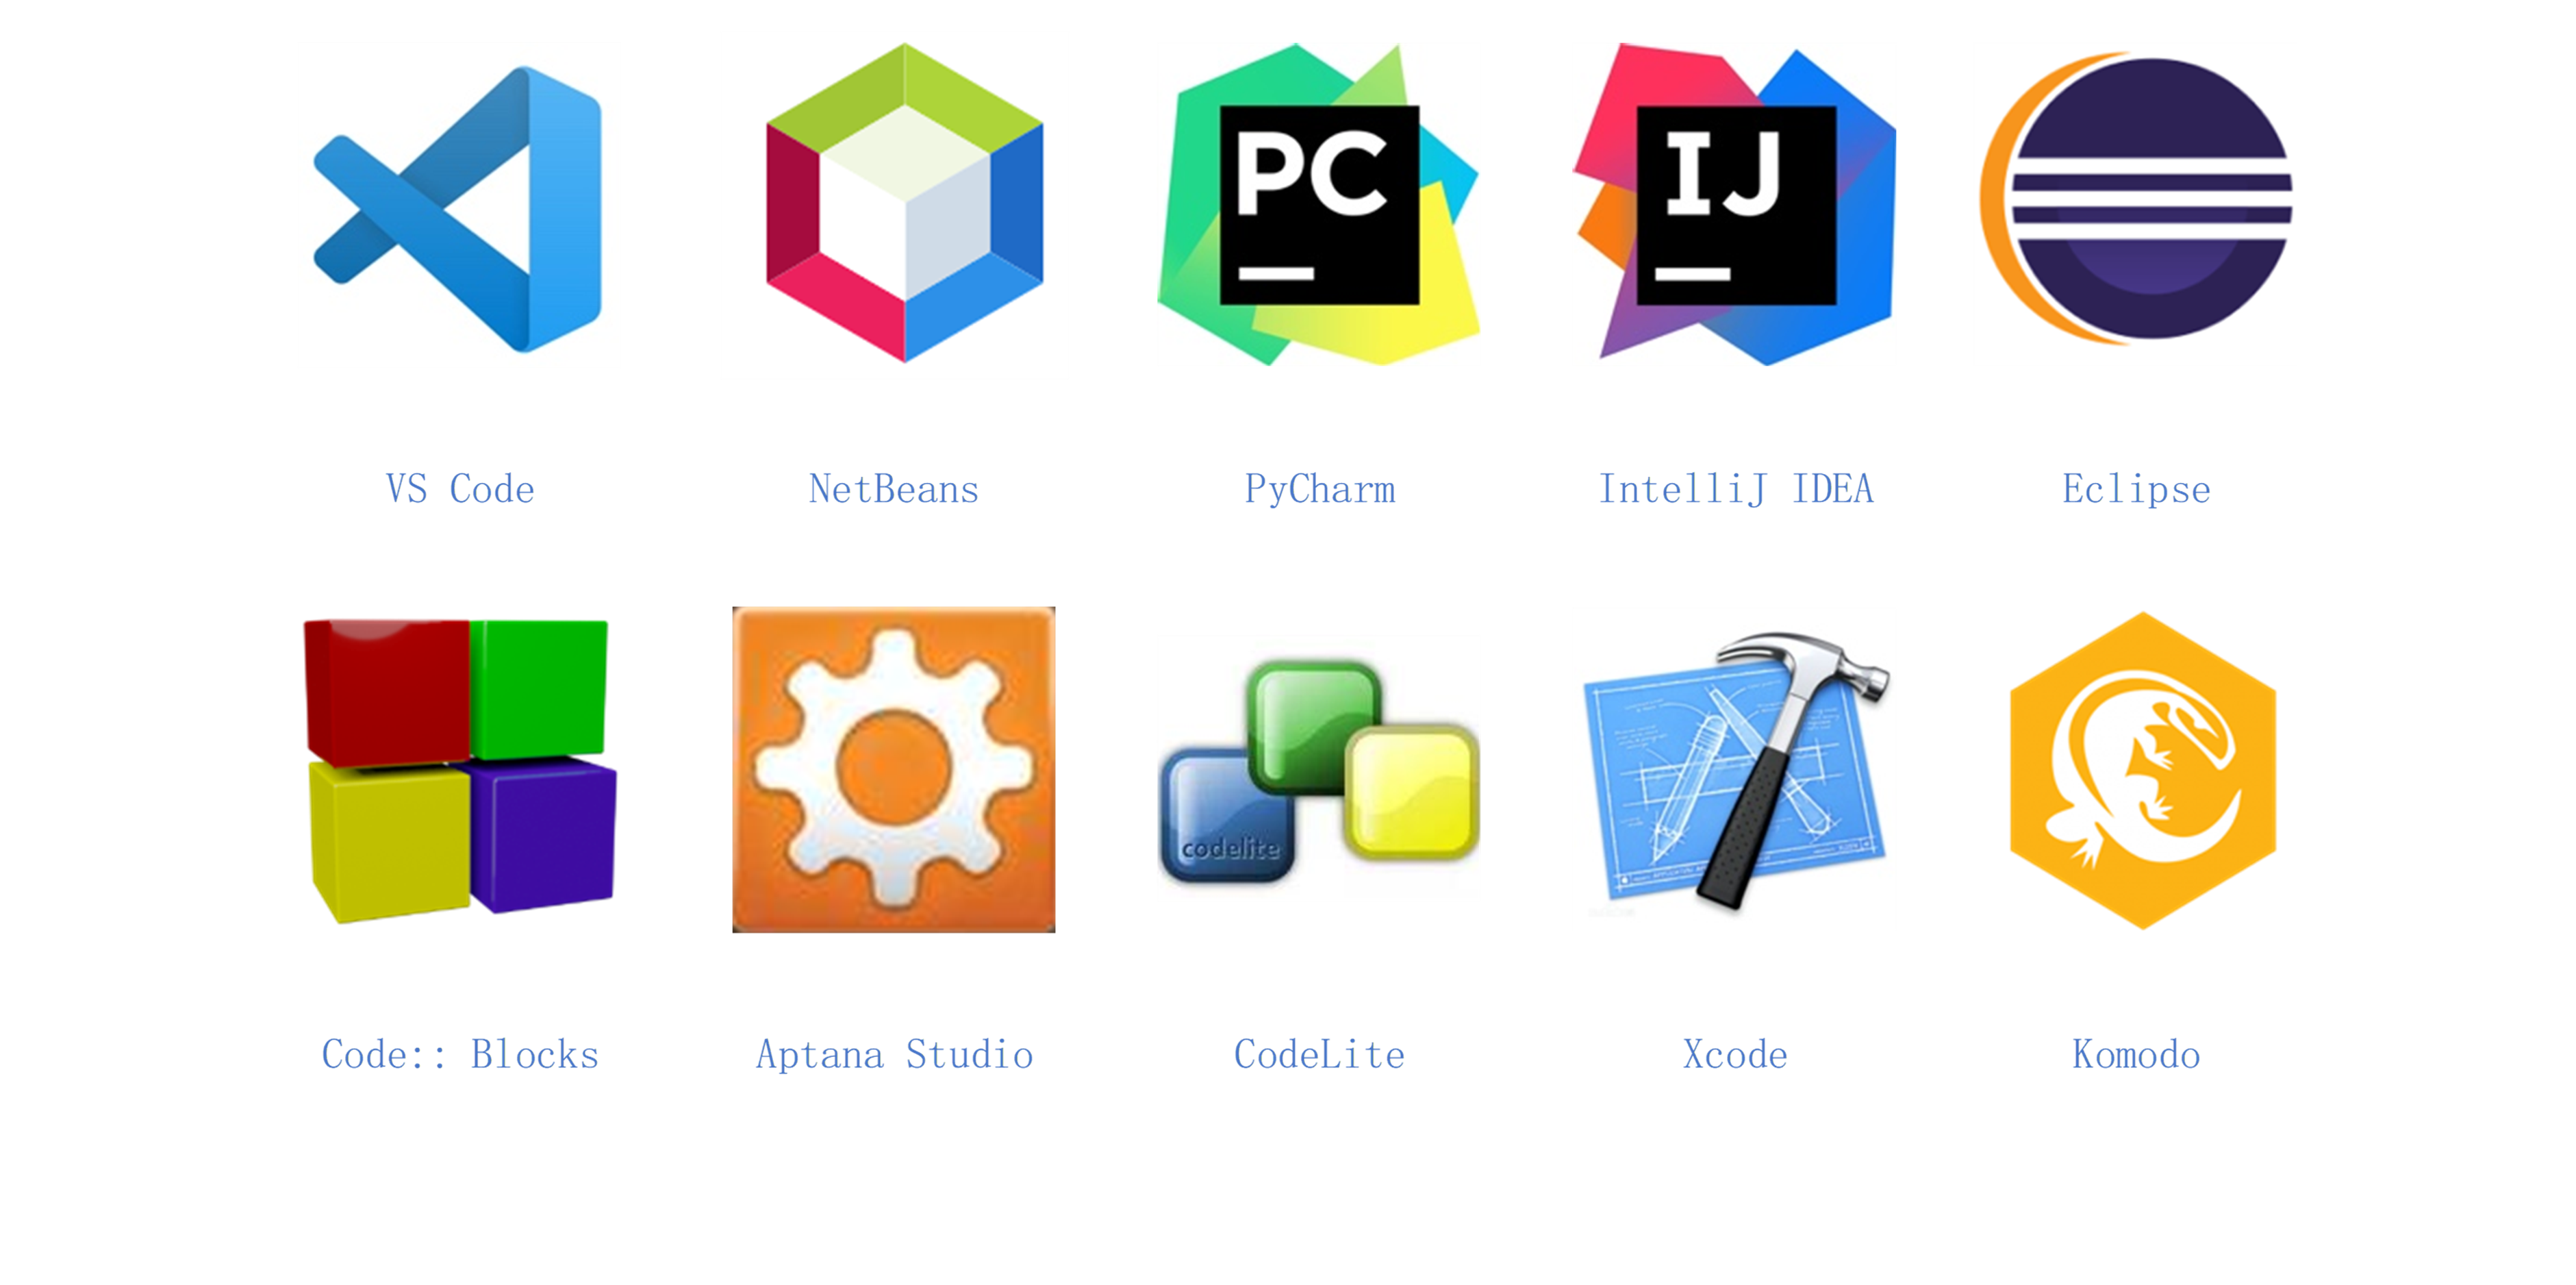 PC
IJ
VS Code
NetBeans
PyCharm
IntelliJ IDEA
Eclipse
codelite
Code:: Blocks
Aptana Studio
CodeLite
Xcode
Komodo